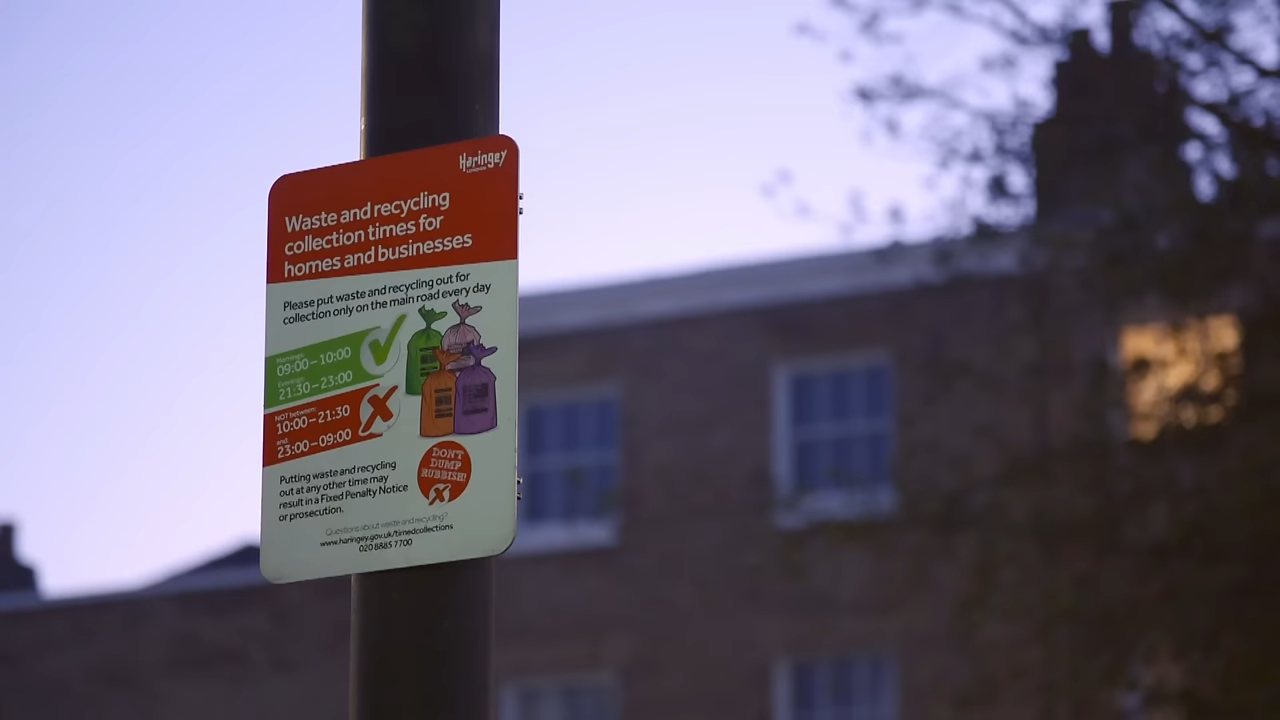 Haringey
LONDON
Waste and recycling
collection times for
homes and businesses
Please put waste and recycling out for
collection only on the main road every day
Mornings:
09:00–10:00
Evenings:
21:30–23:00
NOT between:
10:00–21:30
and:
23:00–09:00
DON'T
DUMP
RUBBISH!
Putting waste and recycling
out at any other time may
result in a Fixed Penalty Notice
or prosecution.
Questions about waste and recycling?
www.haringey.gov.uk/timedcollections
020 8885 7700